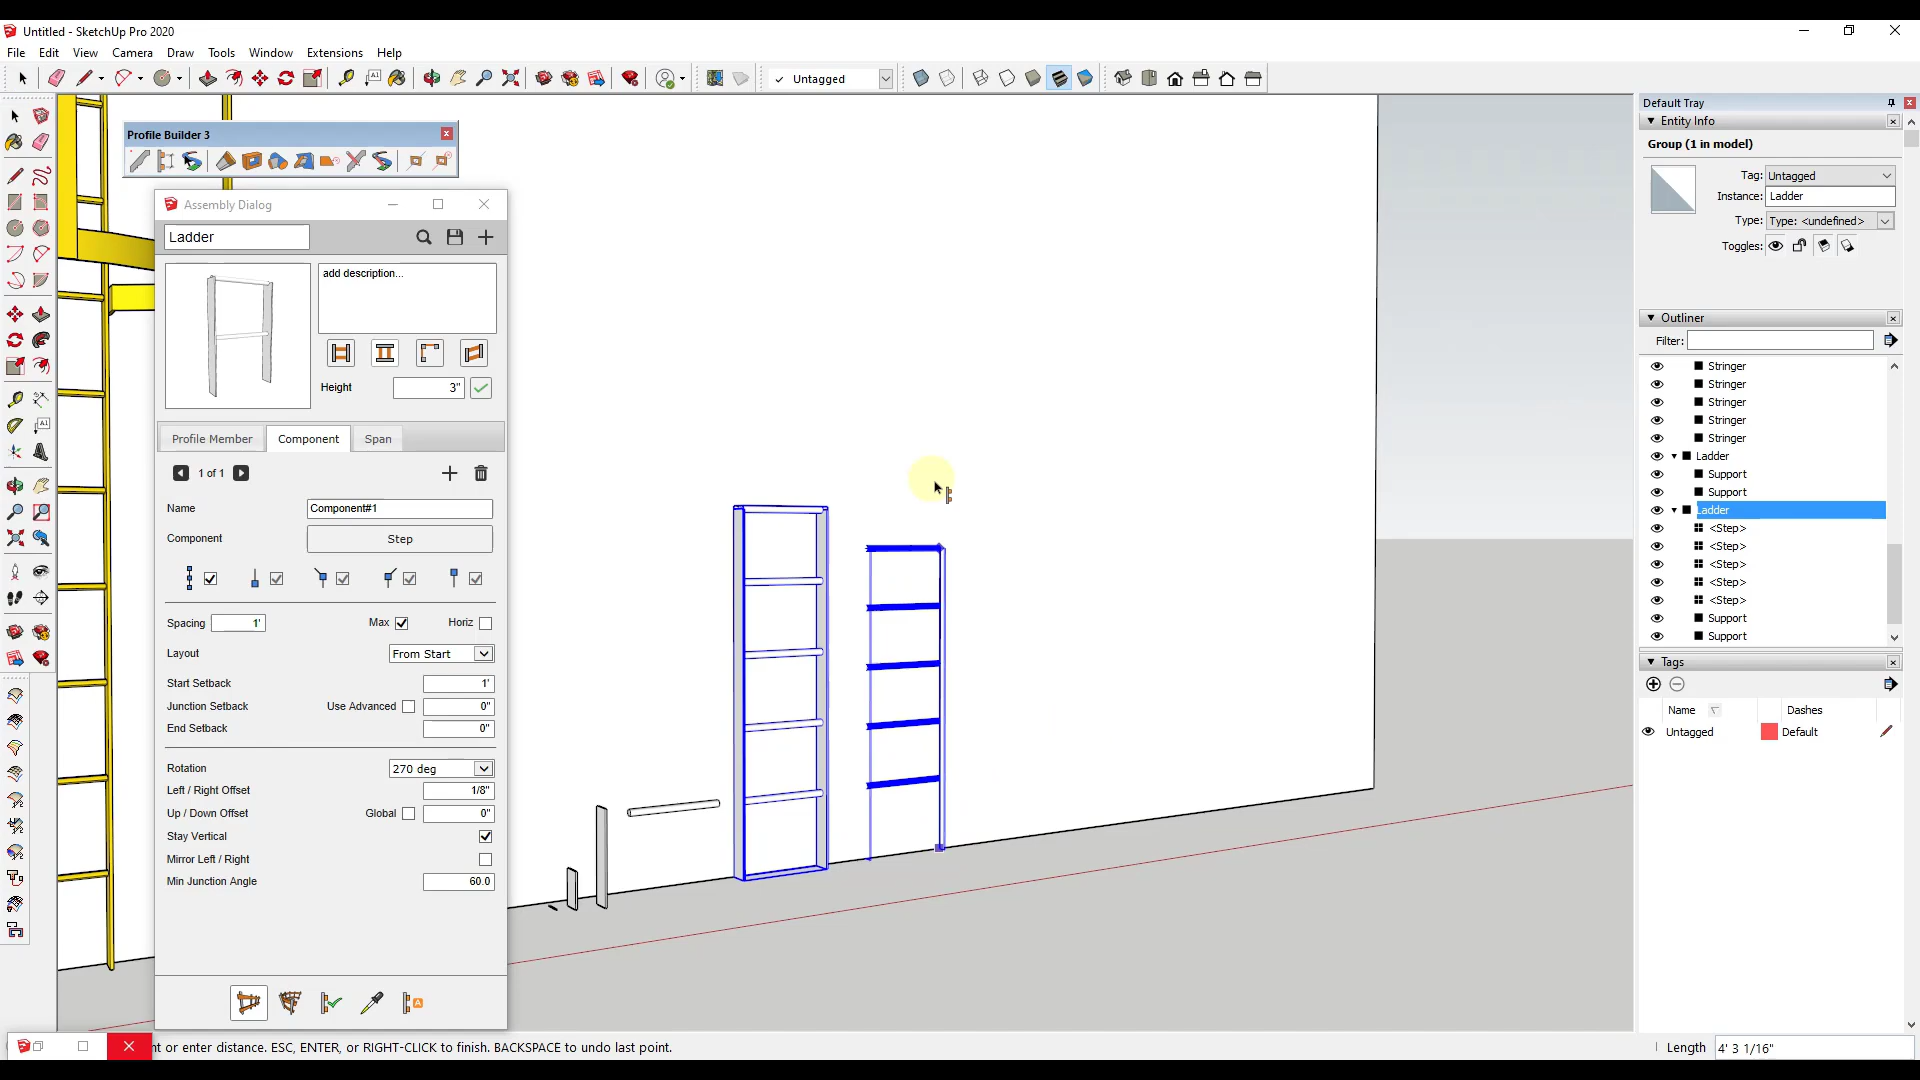 Untitled - SketchUp Pro 2020
File Edit View Camera Draw Tools Window Extensions Help
A1
✓ Untagged
Default Tray
Entity Info
Group (1 in model)
Tag: Untagged
Instance: Ladder
Type: Type: <undefined>
Toggles:
Profile Builder 3
Assembly Dialog
Ladder
add description...
Height 3"
Profile Member Component Span
1 of 1
Name Component#1
Component Step
Spacing 1' Max Horiz
Layout From Start
Start Setback 1'
Junction Setback Use Advanced 0"
End Setback 0"
Rotation 270 deg
Left / Right Offset 1/8"
Up / Down Offset Global 0"
Stay Vertical
Mirror Left / Right
Min Junction Angle 60.0
A
A1
Outliner
Filter:
Stringer
Stringer
Stringer
Stringer
Stringer
Ladder
Support
Support
Ladder
<Step>
<Step>
<Step>
<Step>
<Step>
Support
Support
Tags
Name Dashes
Untagged Default
nt or enter distance. ESC, ENTER, or RIGHT-CLICK to finish. BACKSPACE to undo last point.
Length 4' 3 1/16"